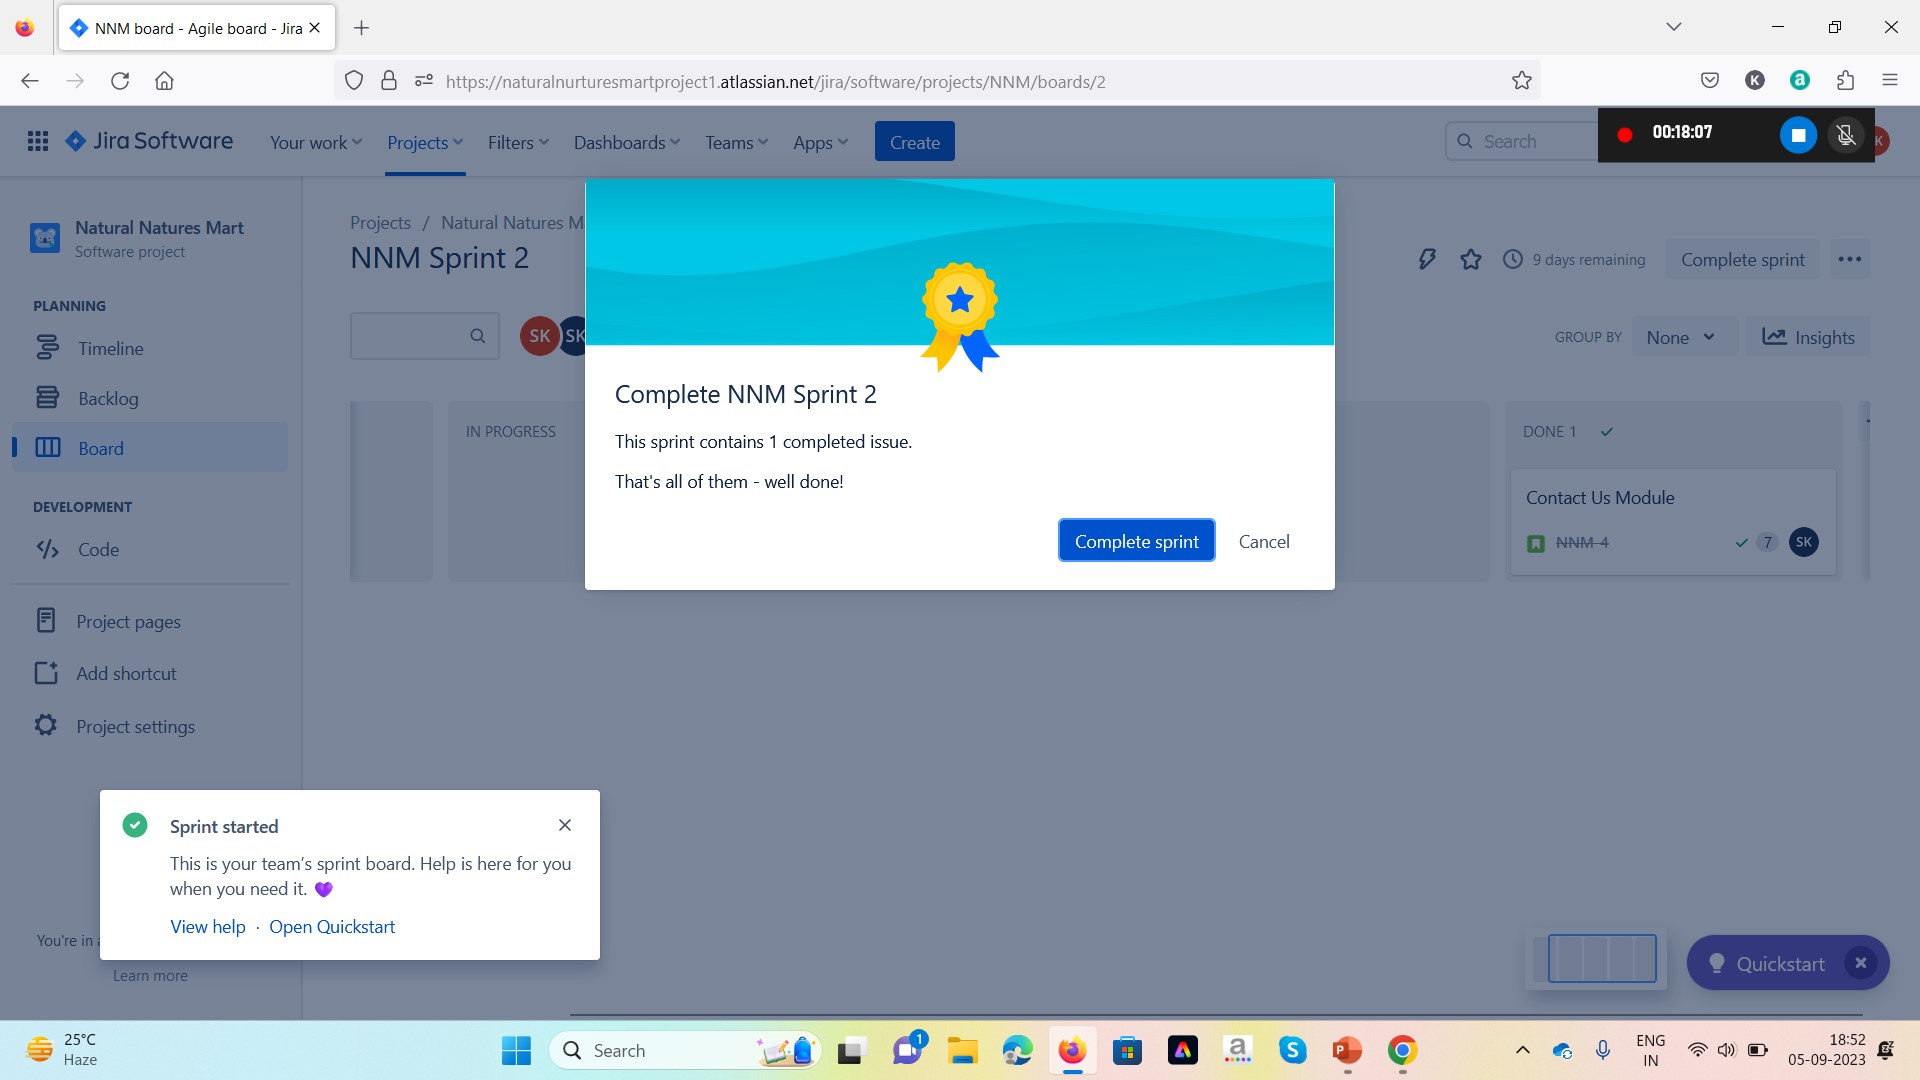 NNM board - Agile board - Jira
https://naturalnurturesmartproject1.atlassian.net/jira/software/projects/NNM/boards/2
K
a
Jira Software
Your work
Projects
Filters
Dashboards
Teams
Apps
Create
Search
00:18:07
K
Natural Natures Mart
Software project
Projects / Natural Natures M
NNM Sprint 2
9 days remaining
Complete sprint
PLANNING
Timeline
Backlog
Board
DEVELOPMENT
Code
Project pages
Add shortcut
Project settings
SK
SK
GROUP BY
None
Insights
IN PROGRESS
DONE 1
Contact Us Module
NNM-4
7
SK
Complete NNM Sprint 2
This sprint contains 1 completed issue.
That's all of them - well done!
Complete sprint
Cancel
Sprint started
This is your team’s sprint board. Help is here for you
when you need it. 💜
View help · Open Quickstart
You're in a
Learn more
Quickstart
25°C
Haze
Search
1
a
S
P
ENG
IN
18:52
05-09-2023